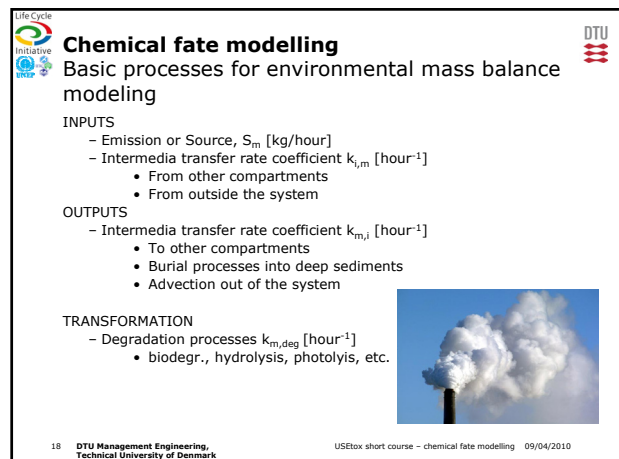 Life Cycle
Initiative
UNEP
DTU
Chemical fate modelling
Basic processes for environmental mass balance
modeling
INPUTS
– Emission or Source, Sm [kg/hour]
– Intermedia transfer rate coefficient ki,m [hour-1]
• From other compartments
• From outside the system
OUTPUTS
– Intermedia transfer rate coefficient km,i [hour-1]
• To other compartments
• Burial processes into deep sediments
• Advection out of the system
TRANSFORMATION
– Degradation processes km,deg [hour-1]
• biodegr., hydrolysis, photolyis, etc.
18 DTU Management Engineering, USEtox short course – chemical fate modelling 09/04/2010
Technical University of Denmark